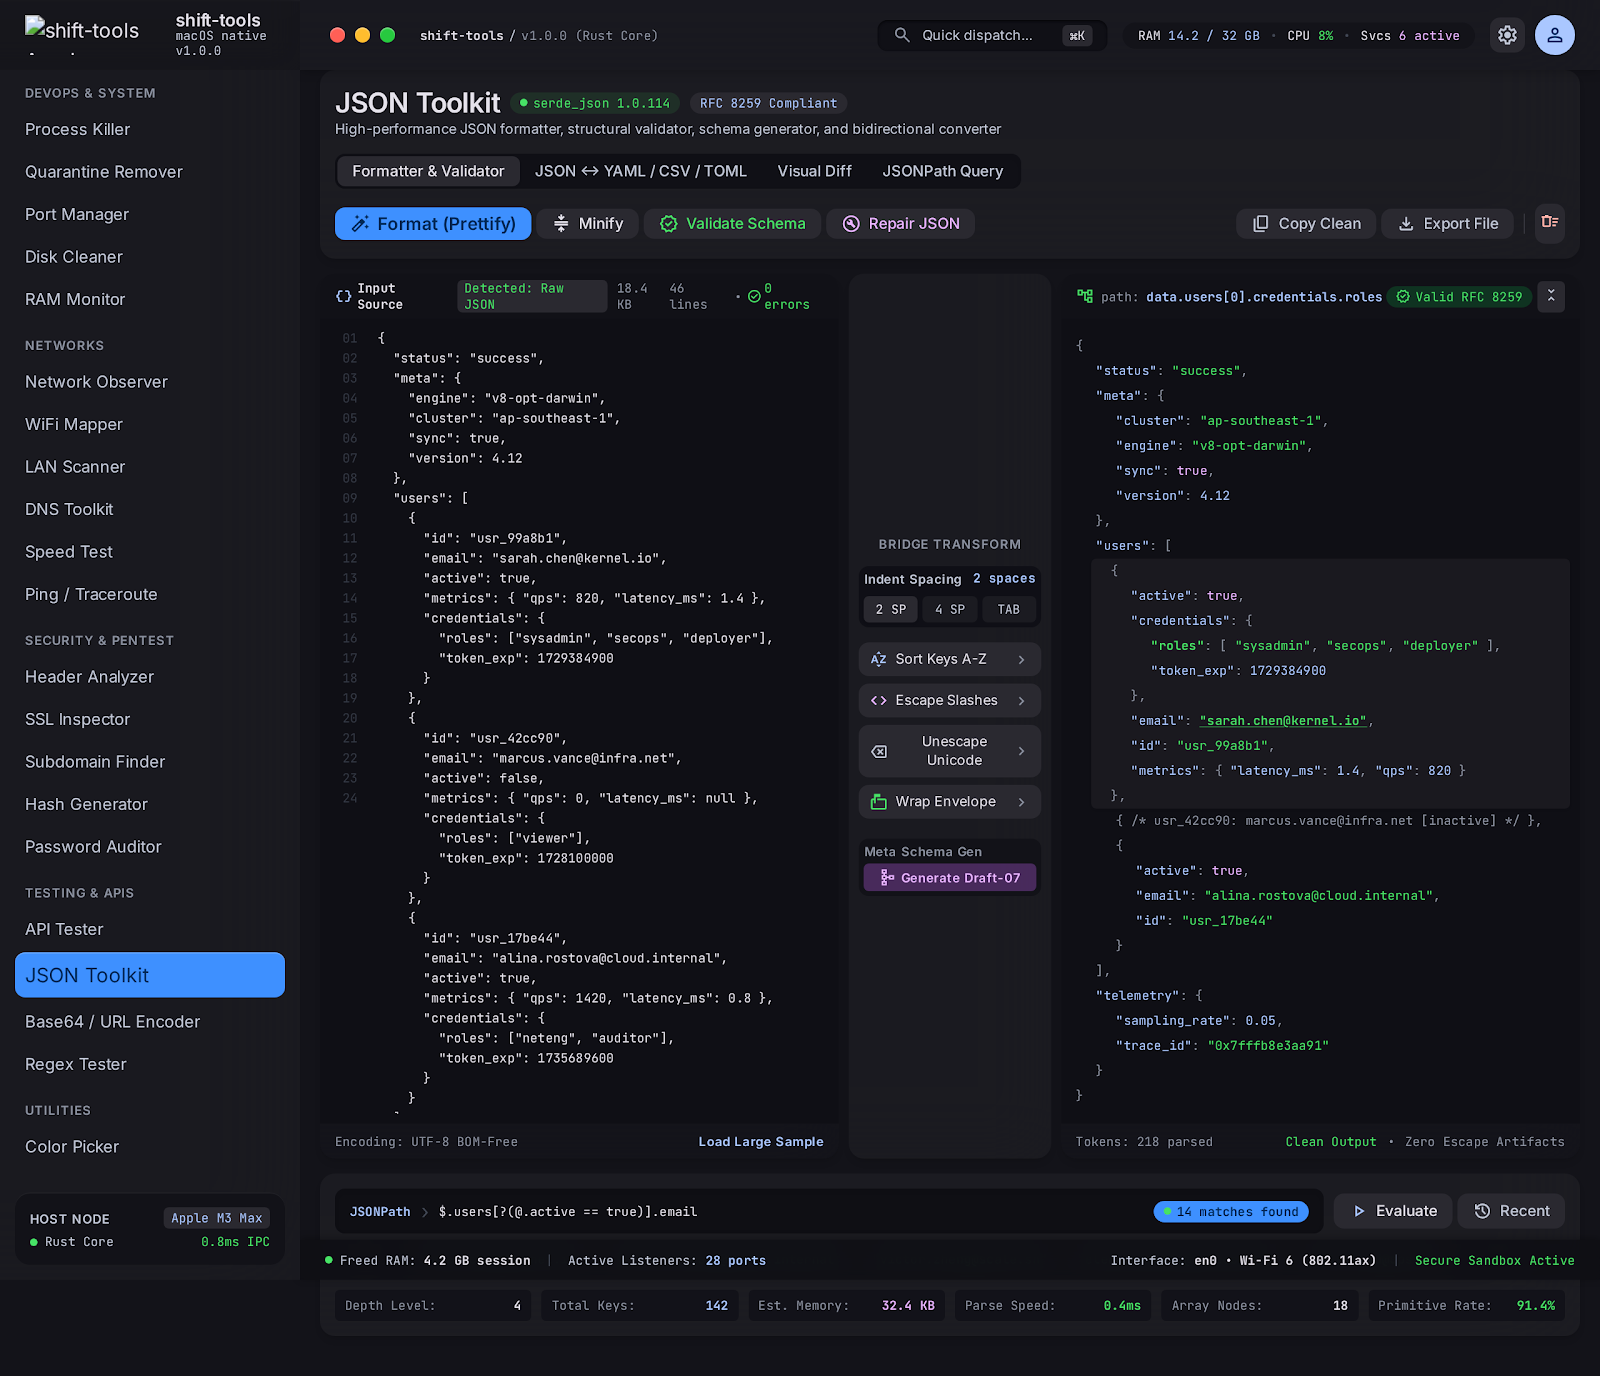 shift-tools
shift-tools
macOS native
v1.0.0
shift-tools / v1.0.0 (Rust Core)
Quick dispatch... ⌘K
RAM 14.2 / 32 GB • CPU 8% • Svcs 6 active
DEVOPS & SYSTEM
Process Killer
Quarantine Remover
Port Manager
Disk Cleaner
RAM Monitor
NETWORKS
Network Observer
WiFi Mapper
LAN Scanner
DNS Toolkit
Speed Test
Ping / Traceroute
SECURITY & PENTEST
Header Analyzer
SSL Inspector
Subdomain Finder
Hash Generator
Password Auditor
TESTING & APIS
API Tester
JSON Toolkit
Base64 / URL Encoder
Regex Tester
UTILITIES
Color Picker
HOST NODE Apple M3 Max
Rust Core 0.8ms IPC
JSON Toolkit serde_json 1.0.114 RFC 8259 Compliant
High-performance JSON formatter, structural validator, schema generator, and bidirectional converter
Formatter & Validator JSON ↔ YAML / CSV / TOML Visual Diff JSONPath Query
Format (Prettify) Minify Validate Schema Repair JSON Copy Clean Export File
Input Source
Detected: Raw JSON
18.4 KB
46 lines
• 0 errors
01 {
02 "status": "success",
03 "meta": {
04 "engine": "v8-opt-darwin",
05 "cluster": "ap-southeast-1",
06 "sync": true,
07 "version": 4.12
08 },
09 "users": [
10 {
11 "id": "usr_99a8b1",
12 "email": "sarah.chen@kernel.io",
13 "active": true,
14 "metrics": { "qps": 820, "latency_ms": 1.4 },
15 "credentials": {
16 "roles": ["sysadmin", "secops", "deployer"],
17 "token_exp": 1729384900
18 }
19 },
20 {
21 "id": "usr_42cc90",
22 "email": "marcus.vance@infra.net",
23 "active": false,
24 "metrics": { "qps": 0, "latency_ms": null },
"credentials": {
"roles": ["viewer"],
"token_exp": 1728100000
}
},
{
"id": "usr_17be44",
"email": "alina.rostova@cloud.internal",
"active": true,
"metrics": { "qps": 1420, "latency_ms": 0.8 },
"credentials": {
"roles": ["neteng", "auditor"],
"token_exp": 1735689600
}
}
Encoding: UTF-8 BOM-Free Load Large Sample
BRIDGE TRANSFORM
Indent Spacing 2 spaces
2 SP 4 SP TAB
Sort Keys A-Z
Escape Slashes
Unescape
Unicode
Wrap Envelope
Meta Schema Gen
Generate Draft-07
path: data.users[0].credentials.roles Valid RFC 8259
{
"status": "success",
"meta": {
"cluster": "ap-southeast-1",
"engine": "v8-opt-darwin",
"sync": true,
"version": 4.12
},
"users": [
{
"active": true,
"credentials": {
"roles": [ "sysadmin", "secops", "deployer" ],
"token_exp": 1729384900
},
"email": "sarah.chen@kernel.io",
"id": "usr_99a8b1",
"metrics": { "latency_ms": 1.4, "qps": 820 }
},
{ /* usr_42cc90: marcus.vance@infra.net [inactive] */ },
{
"active": true,
"email": "alina.rostova@cloud.internal",
"id": "usr_17be44"
}
],
"telemetry": {
"sampling_rate": 0.05,
"trace_id": "0x7fffb8e3aa91"
}
}
Tokens: 218 parsed Clean Output • Zero Escape Artifacts
JSONPath $.users[?(@.active == true)].email 14 matches found Evaluate Recent
Freed RAM: 4.2 GB session | Active Listeners: 28 ports Interface: en0 • Wi-Fi 6 (802.11ax) | Secure Sandbox Active
Depth Level: 4 Total Keys: 142 Est. Memory: 32.4 KB Parse Speed: 0.4ms Array Nodes: 18 Primitive Rate: 91.4%